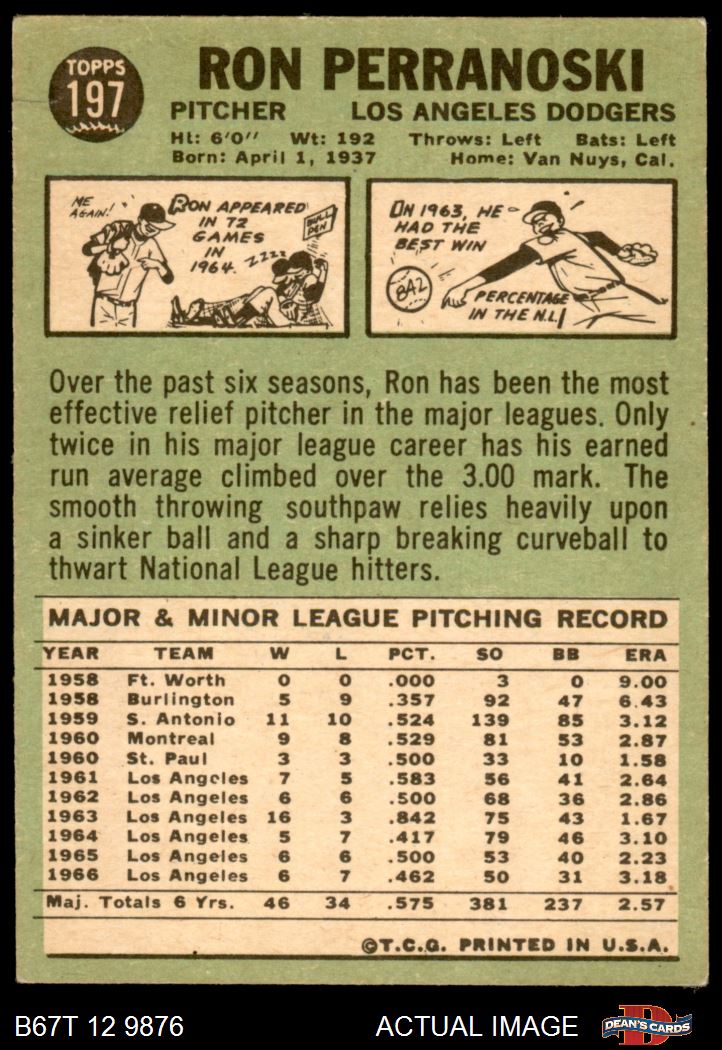 TOPPS
197
RON PERRANOSKI
PITCHER LOS ANGELES DODGERS
Ht: 6'0" Wt: 192 Throws: Left Bats: Left
Born: April 1, 1937 Home: Van Nuys, Cal.
ME
AGAIN!
RON APPEARED
IN 72
GAMES
IN
1964.
ZZZZ
BULL
PEN
ON 1963, HE
HAD THE
BEST WIN
.842
PERCENTAGE
IN THE N.L.
Over the past six seasons, Ron has been the most
effective relief pitcher in the major leagues. Only
twice in his major league career has his earned
run average climbed over the 3.00 mark. The
smooth throwing southpaw relies heavily upon
a sinker ball and a sharp breaking curveball to
thwart National League hitters.
MAJOR & MINOR LEAGUE PITCHING RECORD
YEAR TEAM W L PCT. SO BB ERA
1958 Ft. Worth 0 0 .000 3 0 9.00
1958 Burlington 5 9 .357 92 47 6.43
1959 S. Antonio 11 10 .524 139 85 3.12
1960 Montreal 9 8 .529 81 53 2.87
1960 St. Paul 3 3 .500 33 10 1.58
1961 Los Angeles 7 5 .583 56 41 2.64
1962 Los Angeles 6 6 .500 68 36 2.86
1963 Los Angeles 16 3 .842 75 43 1.67
1964 Los Angeles 5 7 .417 79 46 3.10
1965 Los Angeles 6 6 .500 53 40 2.23
1966 Los Angeles 6 7 .462 50 31 3.18
Maj. Totals 6 Yrs. 46 34 .575 381 237 2.57
©T.C.G. PRINTED IN U.S.A.
B67T 12 9876 ACTUAL IMAGE
D
DEAN'S CARDS